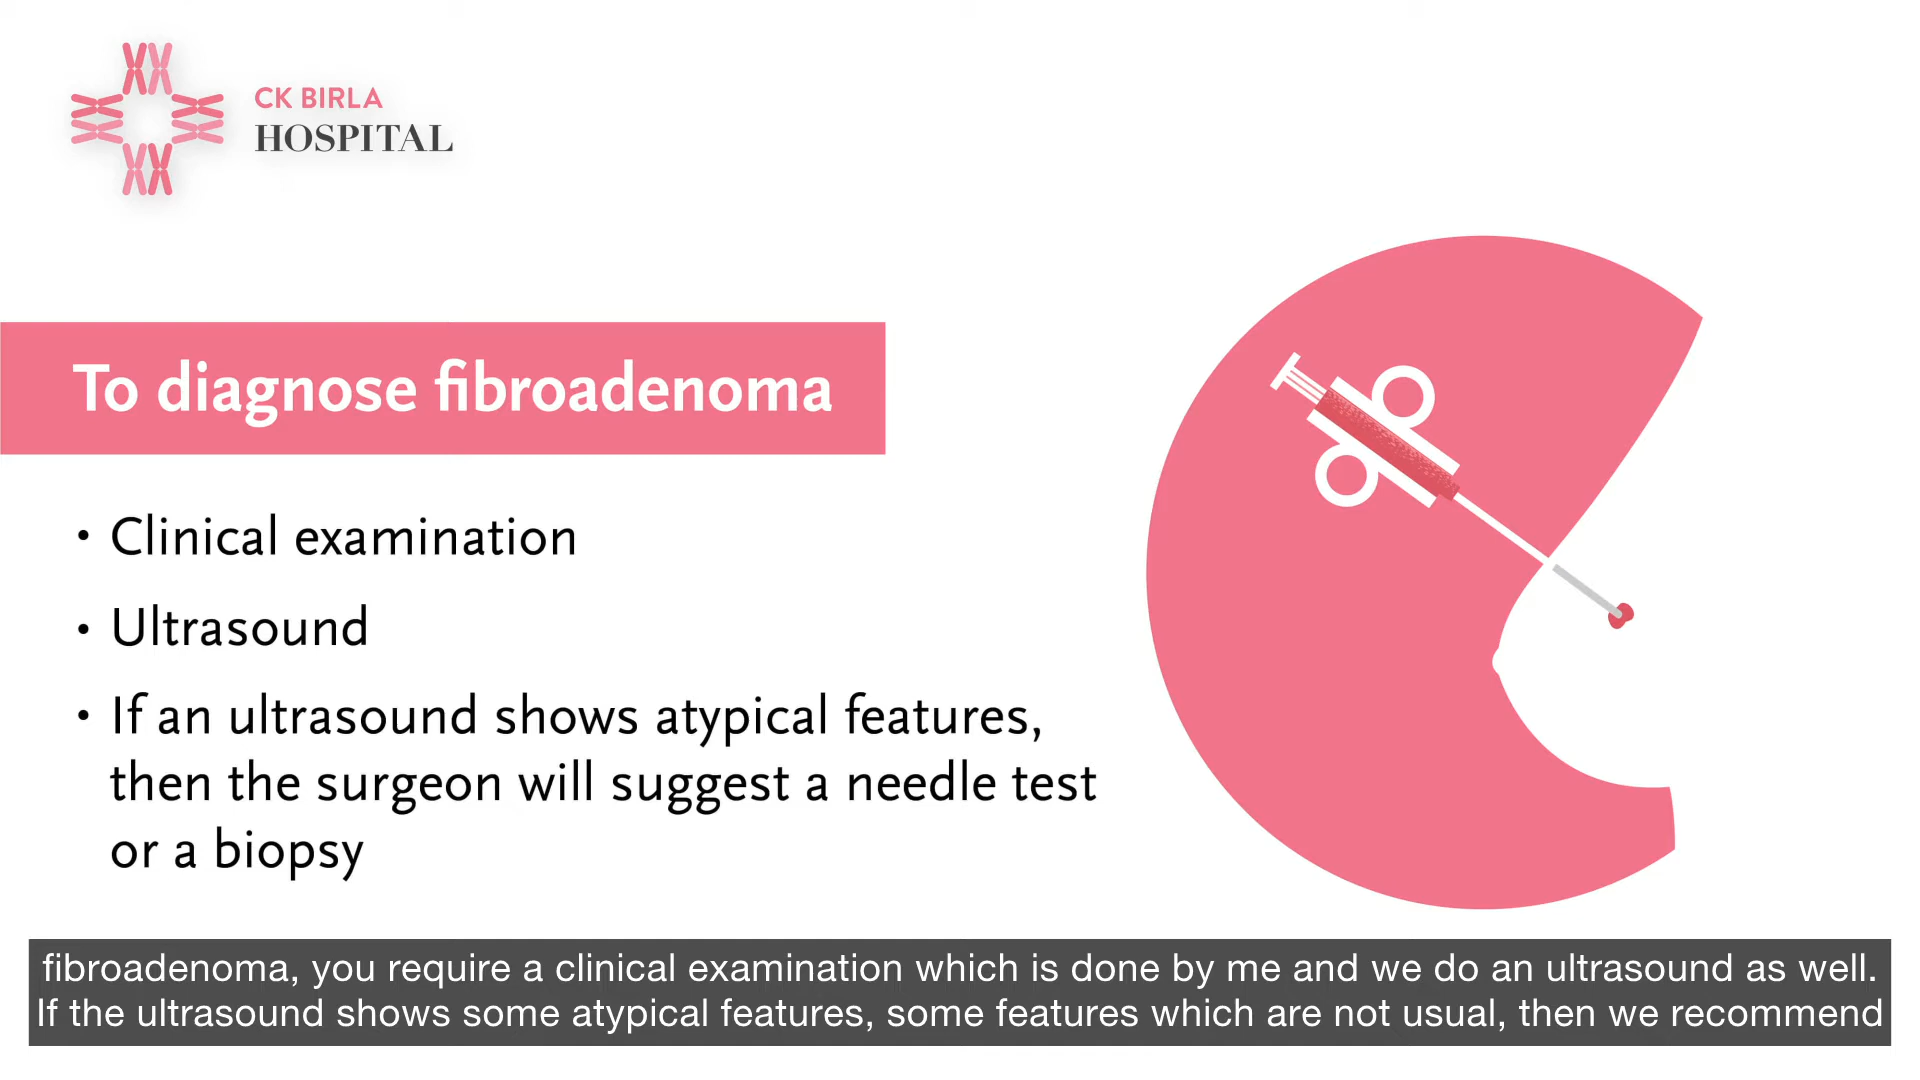 CK BIRLA
HOSPITAL
To diagnose fibroadenoma
• Clinical examination
• Ultrasound
• If an ultrasound shows atypical features,
then the surgeon will suggest a needle test
or a biopsy
fibroadenoma, you require a clinical examination which is done by me and we do an ultrasound as well.
If the ultrasound shows some atypical features, some features which are not usual, then we recommend